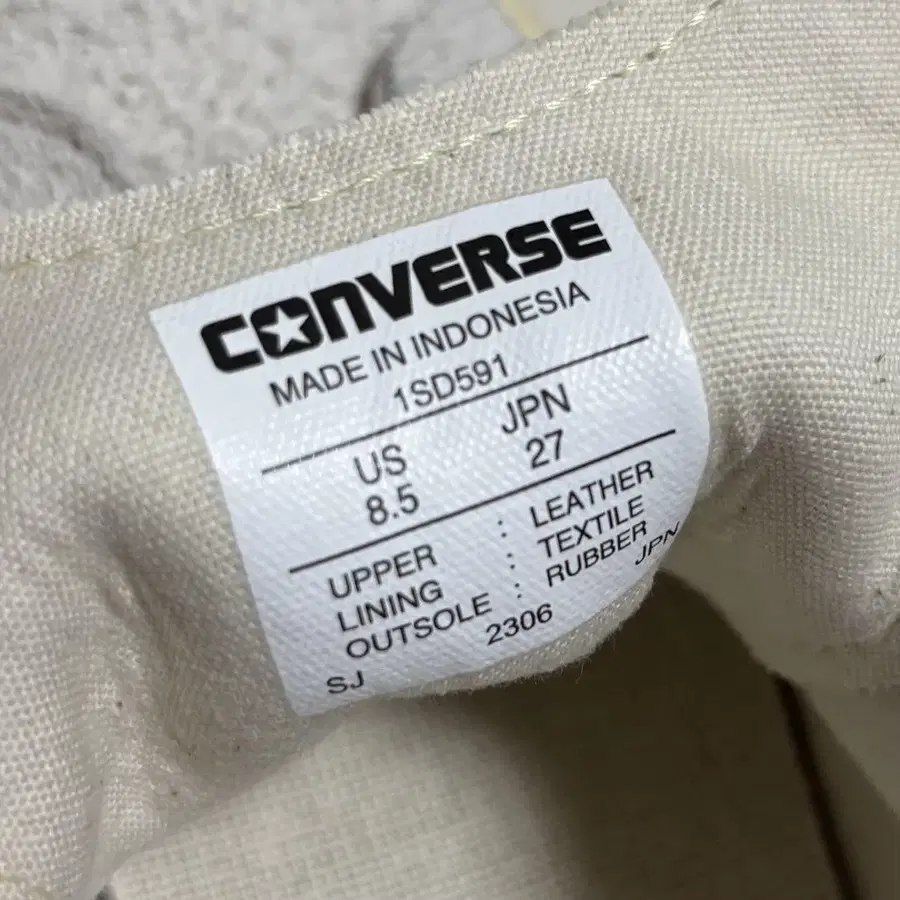 CONVERSE
MADE IN INDONESIA
1SD591
US JPN
8.5 27
UPPER : LEATHER
LINING : TEXTILE
OUTSOLE : RUBBER
SJ 2306 JPN